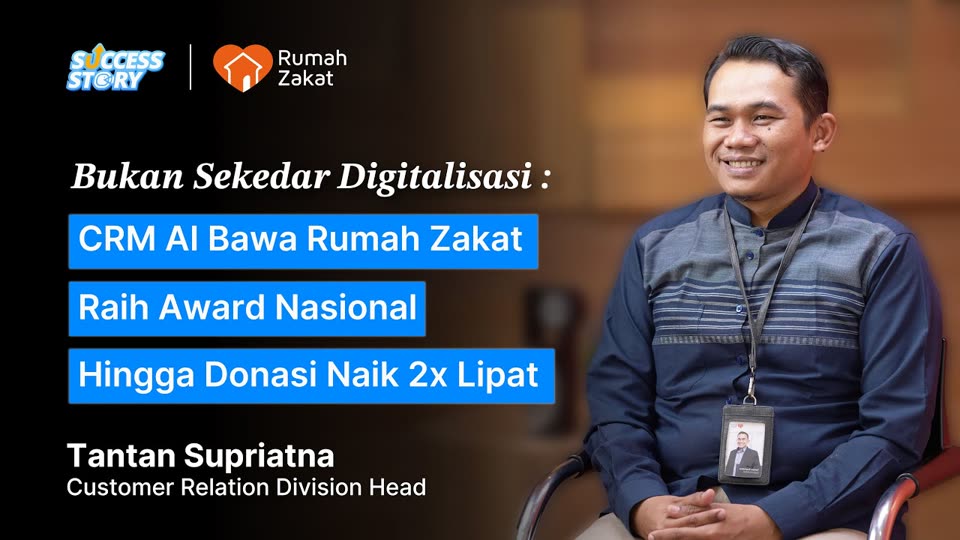 SUCCESS
STORY
Rumah
Zakat
Bukan Sekedar Digitalisasi :
CRM AI Bawa Rumah Zakat
Raih Award Nasional
Hingga Donasi Naik 2x Lipat
Tantan Supriatna
Customer Relation Division Head